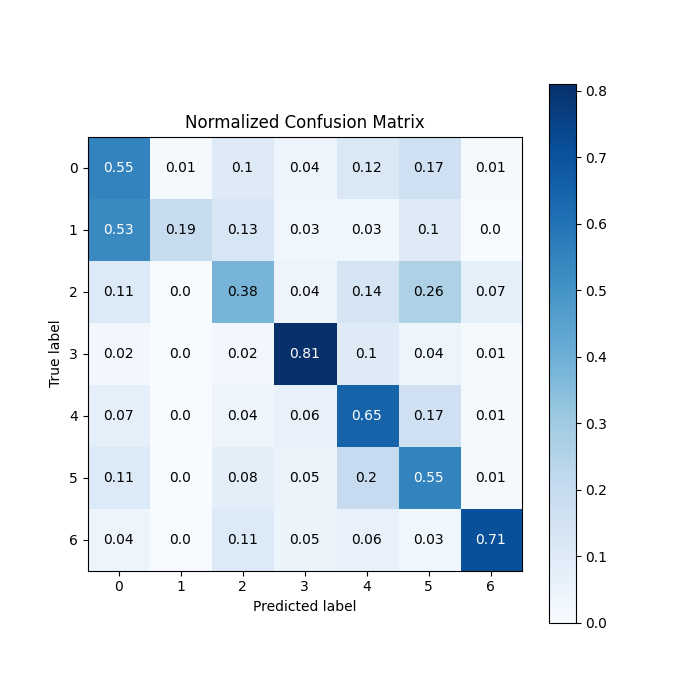 Normalized Confusion Matrix
0 0.55 0.01 0.1 0.04 0.12 0.17 0.01
1 0.53 0.19 0.13 0.03 0.03 0.1 0.0
2 0.11 0.0 0.38 0.04 0.14 0.26 0.07
3 0.02 0.0 0.02 0.81 0.1 0.04 0.01
4 0.07 0.0 0.04 0.06 0.65 0.17 0.01
5 0.11 0.0 0.08 0.05 0.2 0.55 0.01
6 0.04 0.0 0.11 0.05 0.06 0.03 0.71
0 1 2 3 4 5 6
Predicted label
True label
0.8
0.7
0.6
0.5
0.4
0.3
0.2
0.1
0.0